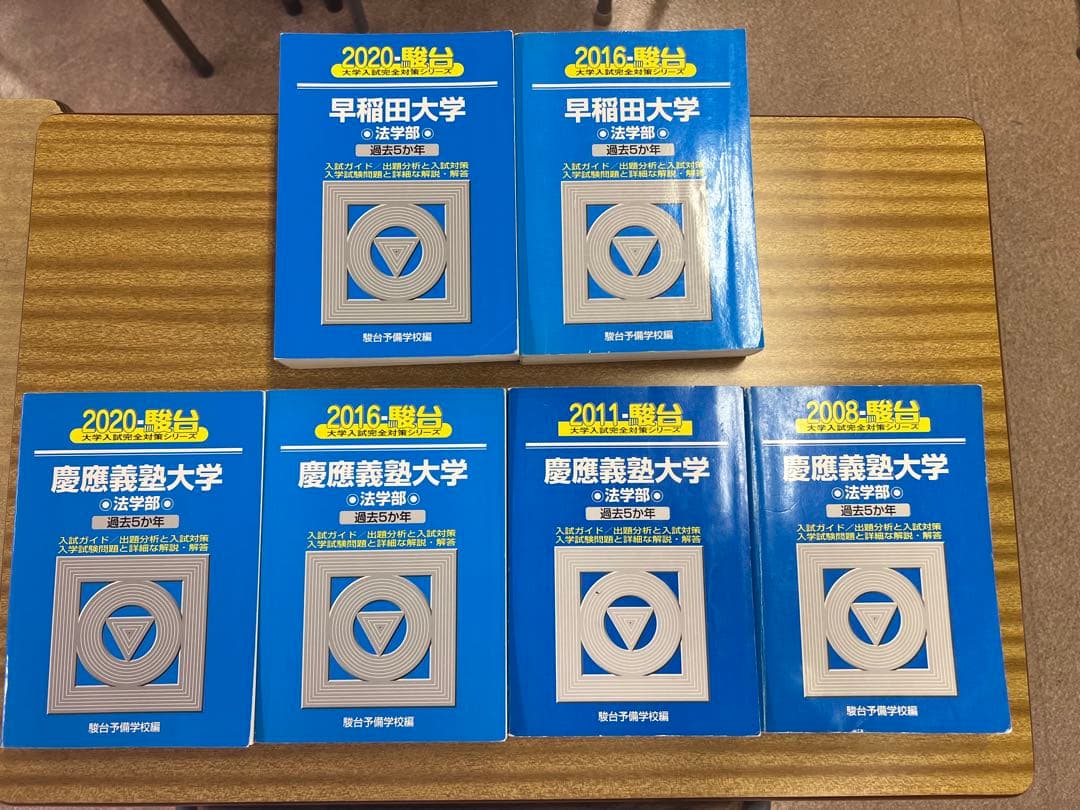 2020-駿台
大学入試完全対策シリーズ
早稲田大学
法学部
過去5か年
入試ガイド/出題分析と入試対策
入学試験問題と詳細な解説・解答
駿台予備学校編
2016-駿台
大学入試完全対策シリーズ
早稲田大学
法学部
過去5か年
入試ガイド/出題分析と入試対策
入学試験問題と詳細な解説・解答
駿台予備学校編
2020-駿台
大学入試完全対策シリーズ
慶應義塾大学
法学部
過去5か年
入試ガイド/出題分析と入試対策
入学試験問題と詳細な解説・解答
駿台予備学校編
2016-駿台
大学入試完全対策シリーズ
慶應義塾大学
法学部
過去5か年
入試ガイド/出題分析と入試対策
入学試験問題と詳細な解説・解答
駿台予備学校編
2011-駿台
大学入試完全対策シリーズ
慶應義塾大学
法学部
過去5か年
入試ガイド/出題分析と入試対策
入学試験問題と詳細な解説・解答
駿台予備学校編
2008-駿台
大学入試完全対策シリーズ
慶應義塾大学
法学部
過去5か年
入試ガイド/出題分析と入試対策
入学試験問題と詳細な解説・解答
駿台予備学校編